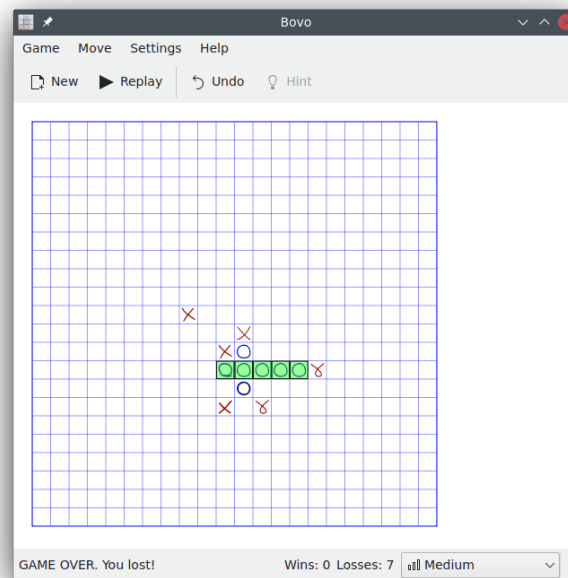 Bovo
Game Move Settings Help
New Replay Undo Hint
GAME OVER. You lost! Wins: 0 Losses: 7 Medium